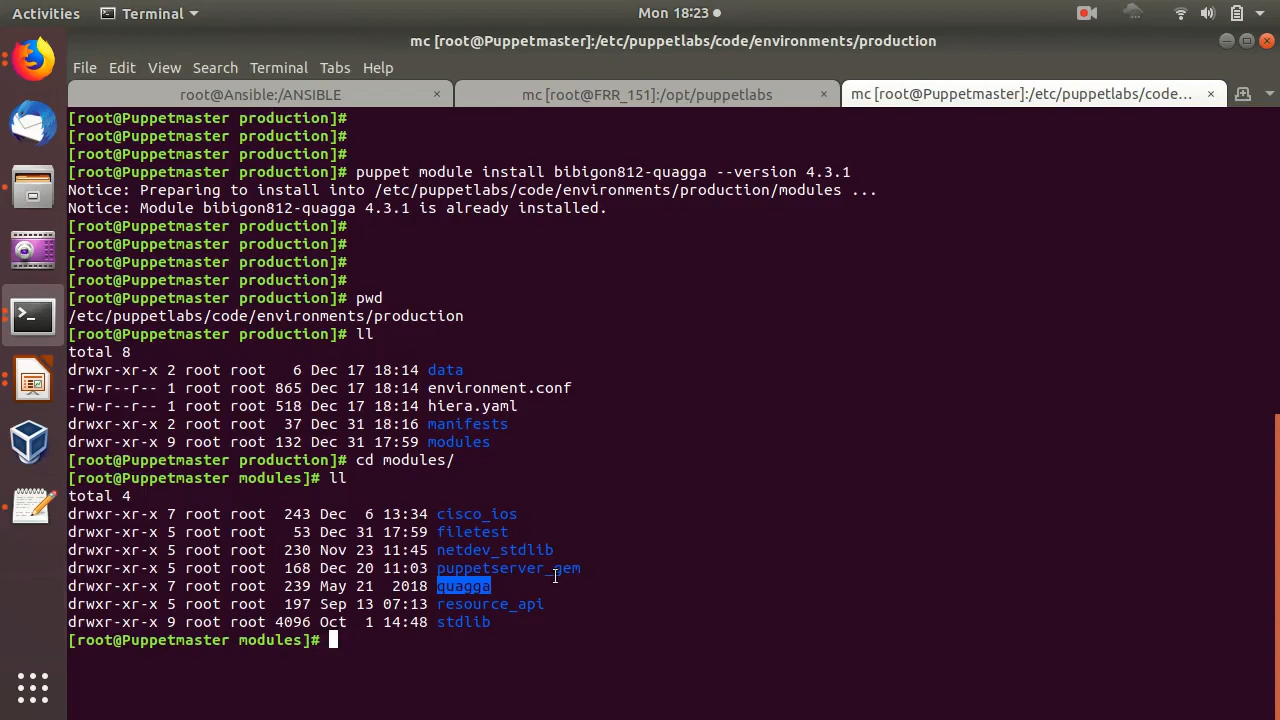 Activities Terminal Mon 18:23
mc [root@Puppetmaster]:/etc/puppetlabs/code/environments/production
File Edit View Search Terminal Tabs Help
root@Ansible:/ANSIBLE × mc [root@FRR_151]:/opt/puppetlabs × mc [root@Puppetmaster]:/etc/puppetlabs/code... ×
[root@Puppetmaster production]#
[root@Puppetmaster production]#
[root@Puppetmaster production]#
[root@Puppetmaster production]# puppet module install bibigon812-quagga --version 4.3.1
Notice: Preparing to install into /etc/puppetlabs/code/environments/production/modules ...
Notice: Module bibigon812-quagga 4.3.1 is already installed.
[root@Puppetmaster production]#
[root@Puppetmaster production]#
[root@Puppetmaster production]#
[root@Puppetmaster production]#
[root@Puppetmaster production]# pwd
/etc/puppetlabs/code/environments/production
[root@Puppetmaster production]# ll
total 8
drwxr-xr-x 2 root root   6 Dec 17 18:14 data
-rw-r--r-- 1 root root 865 Dec 17 18:14 environment.conf
-rw-r--r-- 1 root root 518 Dec 17 18:14 hiera.yaml
drwxr-xr-x 2 root root  37 Dec 31 18:16 manifests
drwxr-xr-x 9 root root 132 Dec 31 17:59 modules
[root@Puppetmaster production]# cd modules/
[root@Puppetmaster modules]# ll
total 4
drwxr-xr-x 7 root root  243 Dec  6 13:34 cisco_ios
drwxr-xr-x 5 root root   53 Dec 31 17:59 filetest
drwxr-xr-x 5 root root  230 Nov 23 11:45 netdev_stdlib
drwxr-xr-x 5 root root  168 Dec 20 11:03 puppetserver_gem
drwxr-xr-x 7 root root  239 May 21  2018 quagga
drwxr-xr-x 5 root root  197 Sep 13 07:13 resource_api
drwxr-xr-x 9 root root 4096 Oct  1 14:48 stdlib
[root@Puppetmaster modules]#